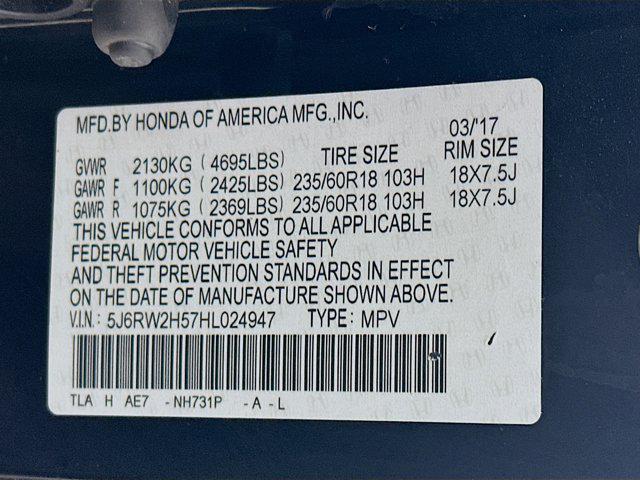 MFD.BY HONDA OF AMERICA MFG.,INC.
03/'17
GVWR 2130KG ( 4695LBS) TIRE SIZE RIM SIZE
GAWR F 1100KG ( 2425LBS) 235/60R18 103H 18X7.5J
GAWR R 1075KG ( 2369LBS) 235/60R18 103H 18X7.5J
THIS VEHICLE CONFORMS TO ALL APPLICABLE
FEDERAL MOTOR VEHICLE SAFETY
AND THEFT PREVENTION STANDARDS IN EFFECT
ON THE DATE OF MANUFACTURE SHOWN ABOVE.
V.I.N: 5J6RW2H57HL024947 TYPE: MPV
TLA H AE7 -NH731P -A-L